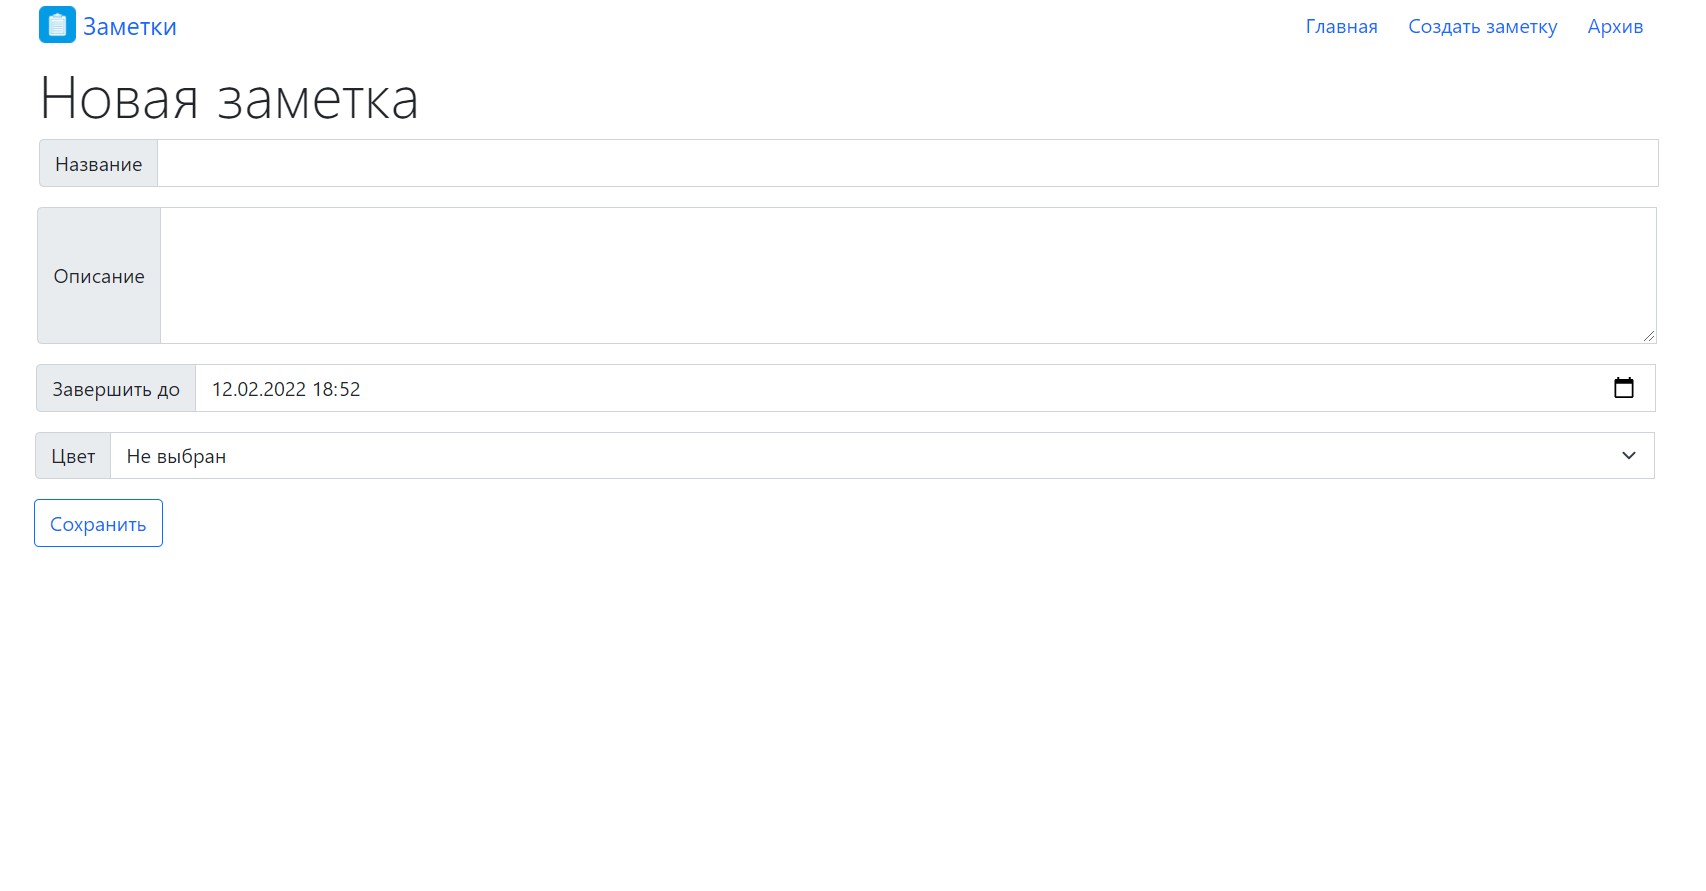 Заметки
Главная Создать заметку Архив
Новая заметка
Название
Описание
Завершить до 12.02.2022 18:52
Цвет Не выбран
Сохранить